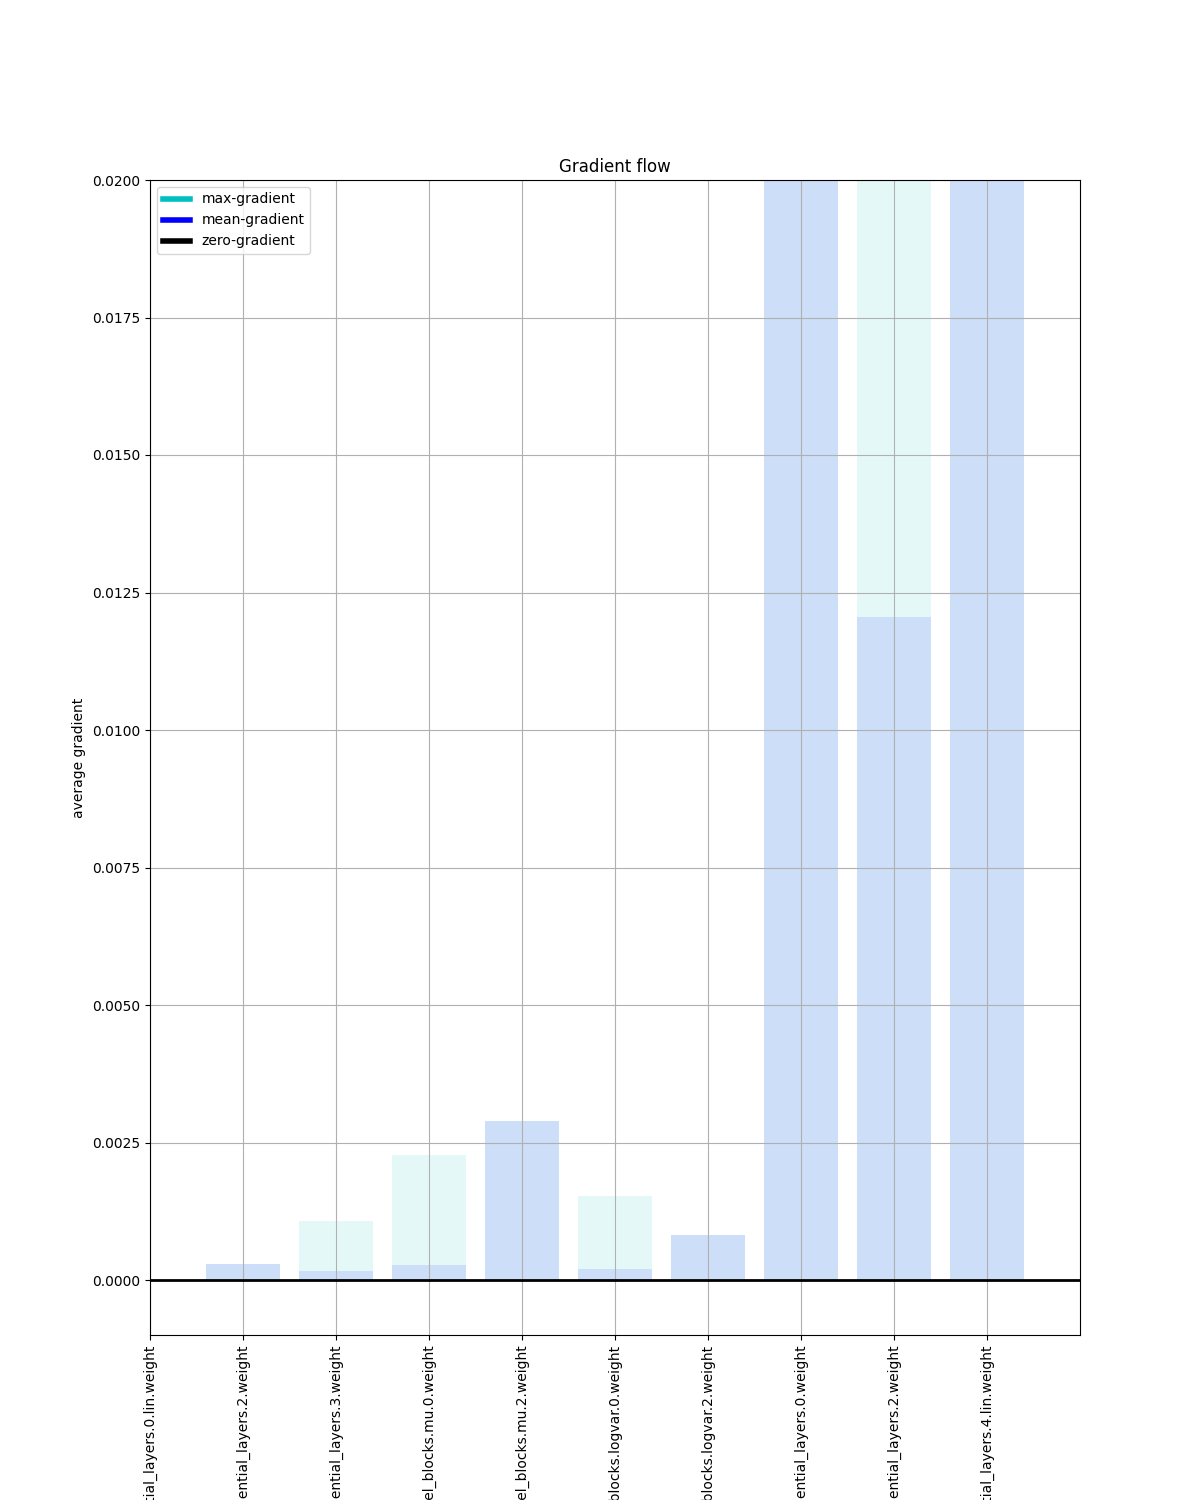 Gradient flow
max-gradient
mean-gradient
zero-gradient
0.0200
0.0175
0.0150
0.0125
0.0100
0.0075
0.0050
0.0025
0.0000
average gradient
tial_layers.0.lin.weight
ential_layers.2.weight
ential_layers.3.weight
el_blocks.mu.0.weight
el_blocks.mu.2.weight
blocks.logvar.0.weight
blocks.logvar.2.weight
ential_layers.0.weight
ential_layers.2.weight
tial_layers.4.lin.weight